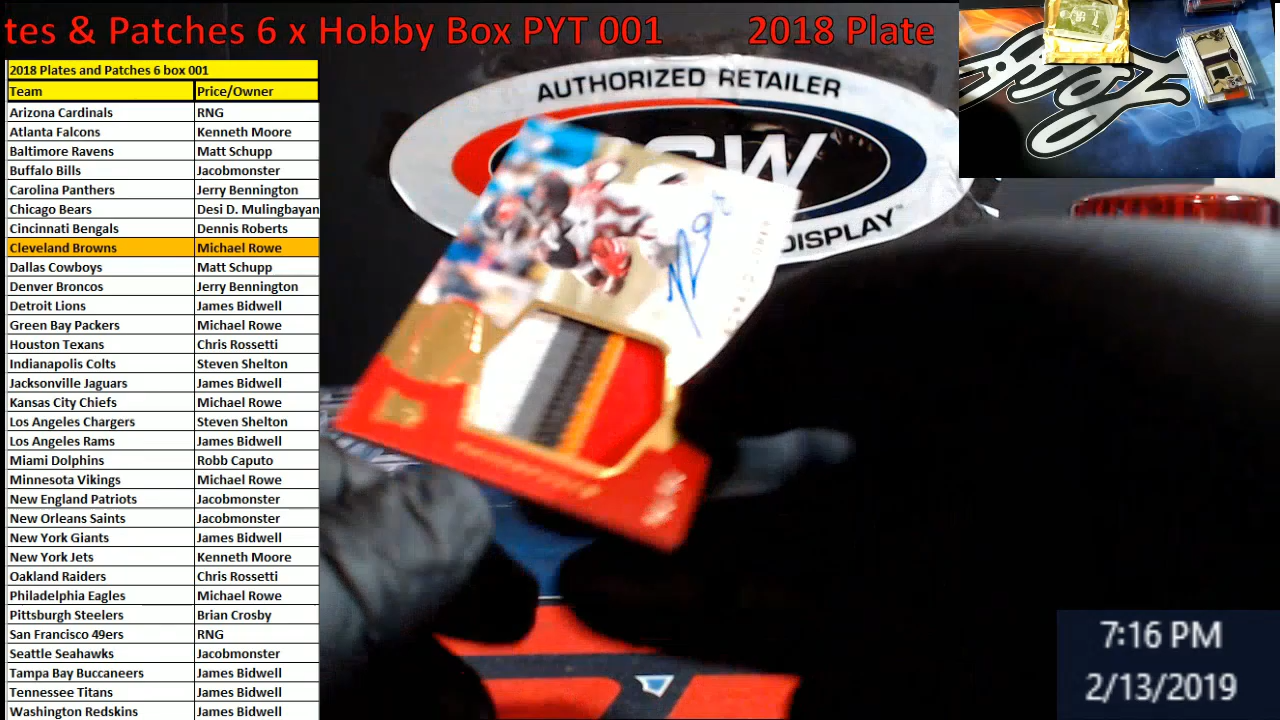 tes & Patches 6 x Hobby Box PYT 001 2018 Plate
2018 Plates and Patches 6 box 001
Team Price/Owner
Arizona Cardinals RNG
Atlanta Falcons Kenneth Moore
Baltimore Ravens Matt Schupp
Buffalo Bills Jacobmonster
Carolina Panthers Jerry Bennington
Chicago Bears Desi D. Mulingbayan
Cincinnati Bengals Dennis Roberts
Cleveland Browns Michael Rowe
Dallas Cowboys Matt Schupp
Denver Broncos Jerry Bennington
Detroit Lions James Bidwell
Green Bay Packers Michael Rowe
Houston Texans Chris Rossetti
Indianapolis Colts Steven Shelton
Jacksonville Jaguars James Bidwell
Kansas City Chiefs Michael Rowe
Los Angeles Chargers Steven Shelton
Los Angeles Rams James Bidwell
Miami Dolphins Robb Caputo
Minnesota Vikings Michael Rowe
New England Patriots Jacobmonster
New Orleans Saints Jacobmonster
New York Giants James Bidwell
New York Jets Kenneth Moore
Oakland Raiders Chris Rossetti
Philadelphia Eagles Michael Rowe
Pittsburgh Steelers Brian Crosby
San Francisco 49ers RNG
Seattle Seahawks Jacobmonster
Tampa Bay Buccaneers James Bidwell
Tennessee Titans James Bidwell
Washington Redskins James Bidwell
AUTHORIZED RETAILER
DISPLAY™
7:16 PM
2/13/2019